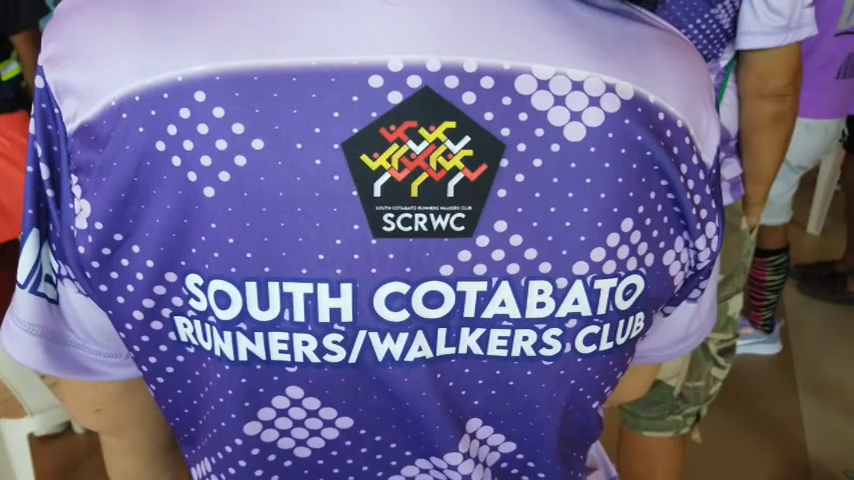 SOUTH COTABATO RUNNERS WALKERS CLUB
SCRWC
SOUTH COTABATO
RUNNERS/WALKERS CLUB